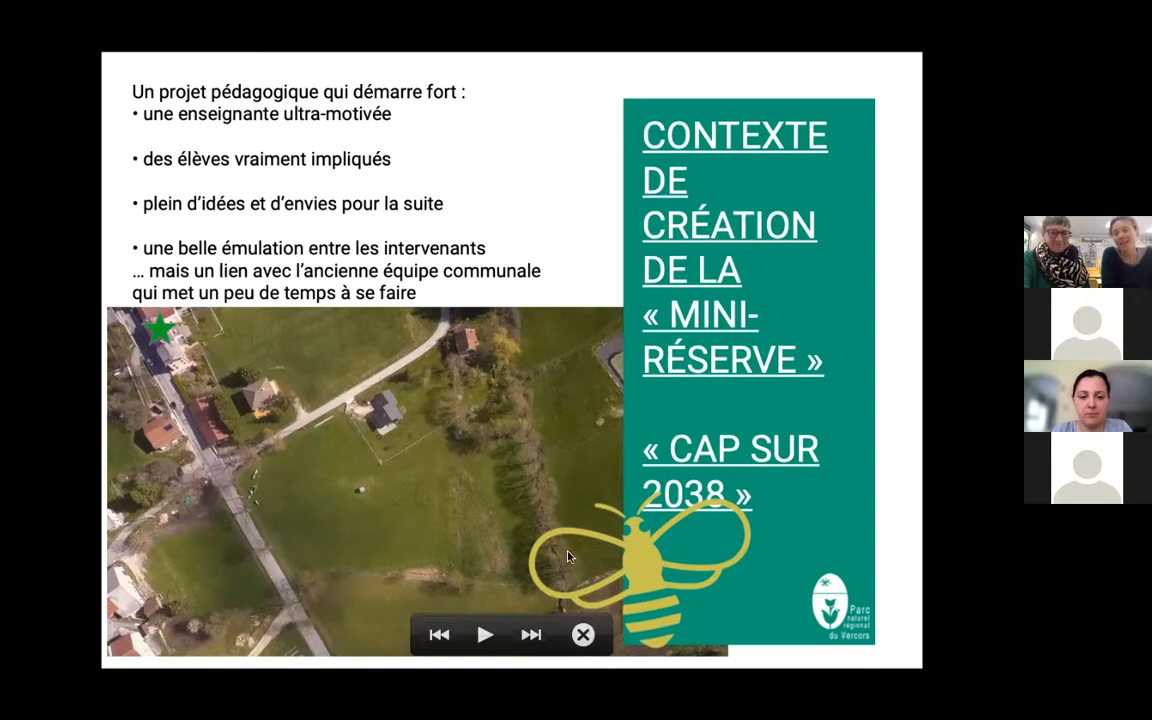 Un projet pédagogique qui démarre fort :
• une enseignante ultra-motivée
• des élèves vraiment impliqués
• plein d’idées et d’envies pour la suite
• une belle émulation entre les intervenants
... mais un lien avec l’ancienne équipe communale
qui met un peu de temps à se faire
CONTEXTE
DE
CRÉATION
DE LA
« MINI-
RÉSERVE »
« CAP SUR
2038 »
Parc
naturel
régional
du Vercors